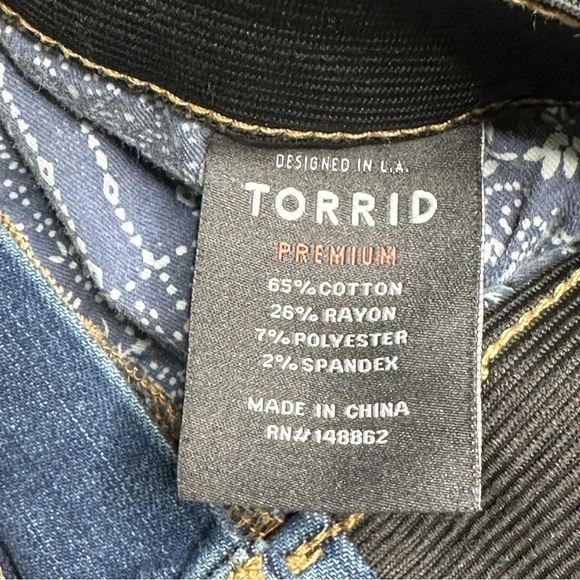 DESIGNED IN L.A.
TORRID
PREMIUM
65% COTTON
26% RAYON
7% POLYESTER
2% SPANDEX
MADE IN CHINA
RN# 148862